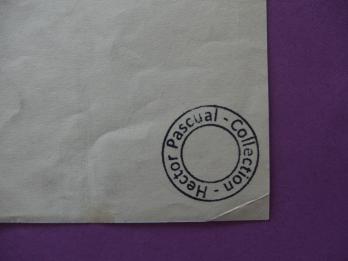 Hector Pascual - Collection -